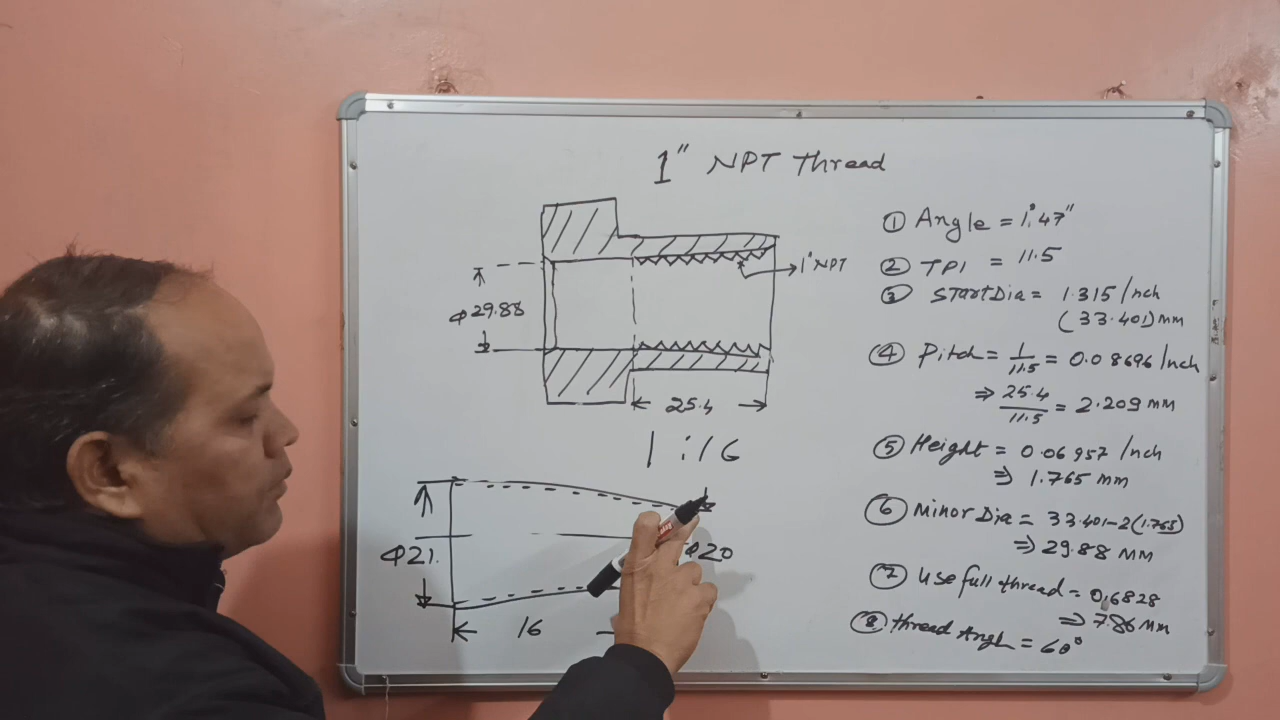 1" NPT thread
① Angle = 1°.47"
② TPI = 11.5
③ StartDia = 1.315 Inch
(33.401) MM
④ Pitch = 1/11.5 = 0.08696 Inch
⇒ 25.4/11.5 = 2.209 MM
⑤ Height = 0.06957 Inch
⇒ 1.765 MM
⑥ Minor Dia = 33.401-2(1.765)
⇒ 29.88 MM
⑦ Use full thread = 0.6828
⇒ 7.86 MM
⑧ thread Angle = 60°
1" NPT
Φ29.88
25.4
1:16
Φ21.
Φ20
16